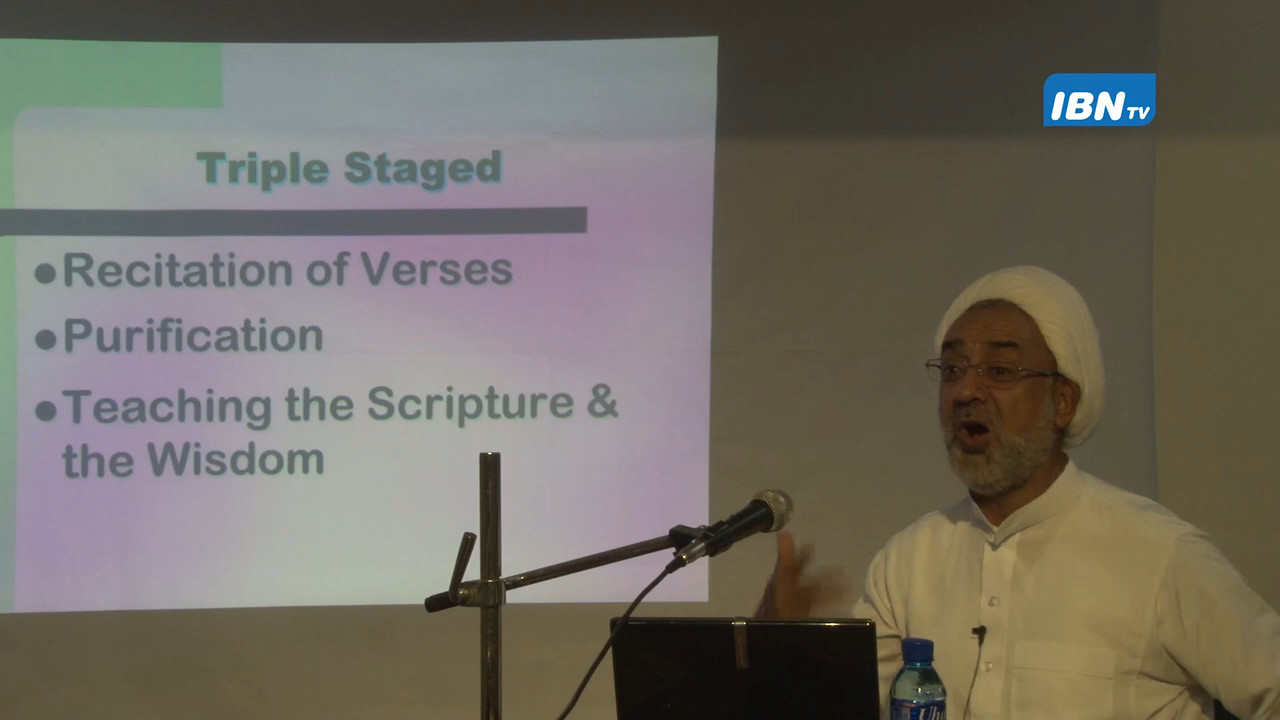 IBN TV
Triple Staged
●Recitation of Verses
●Purification
●Teaching the Scripture &
the Wisdom